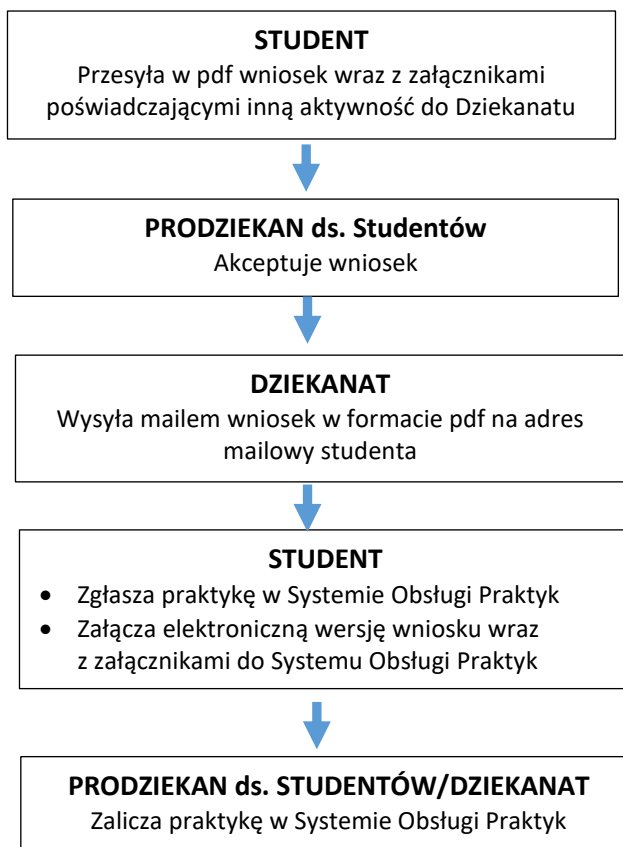 STUDENT
Przesyła w pdf wniosek wraz z załącznikami
poświadczającymi inną aktywność do Dziekanatu
PRODZIEKAN ds. Studentów
Akceptuje wniosek
DZIEKANAT
Wysyła mailem wniosek w formacie pdf na adres
mailowy studenta
STUDENT
• Zgłasza praktykę w Systemie Obsługi Praktyk
• Załącza elektroniczną wersję wniosku wraz
z załącznikami do Systemu Obsługi Praktyk
PRODZIEKAN ds. STUDENTÓW/DZIEKANAT
Zalicza praktykę w Systemie Obsługi Praktyk